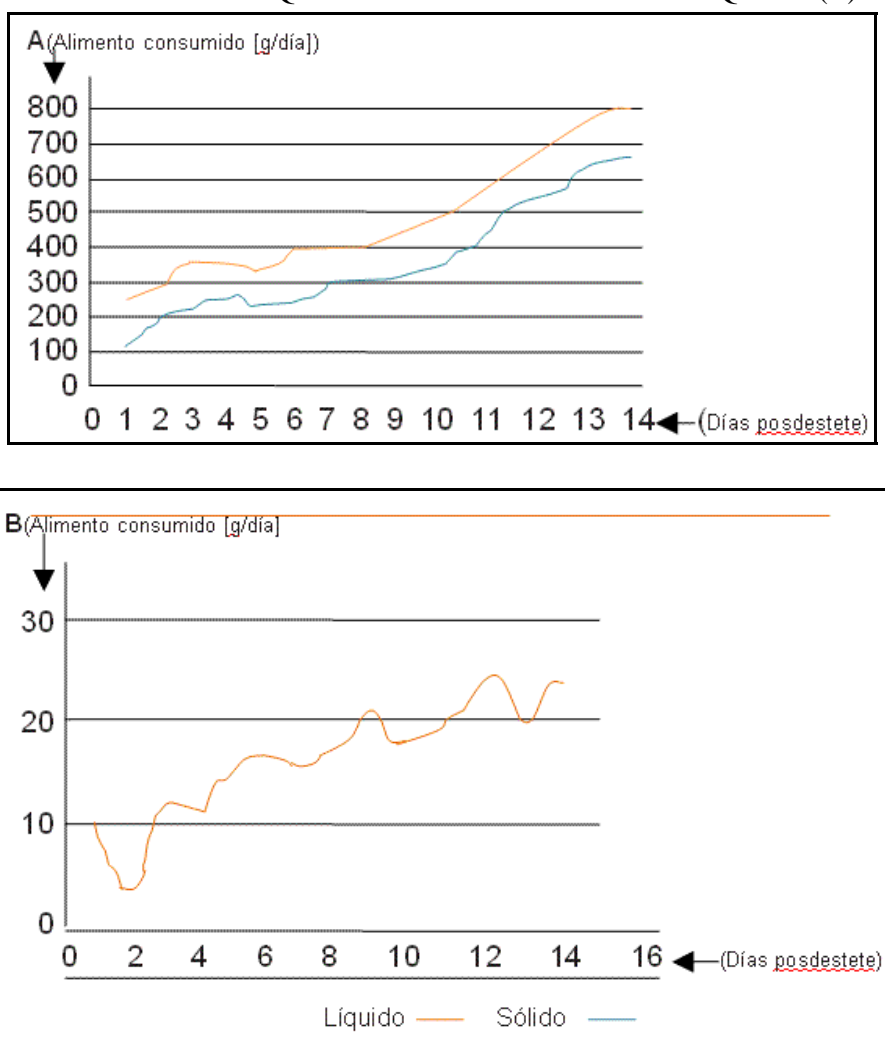 A(Alimento consumido [g/día])
800
700
600
500
400
300
200
100
0
0 1 2 3 4 5 6 7 8 9 10 11 12 13 14 (Días posdestete)
B(Alimento consumido [g/día]
30
20
10
0
0 2 4 6 8 10 12 14 16 (Días posdestete)
Líquido Sólido